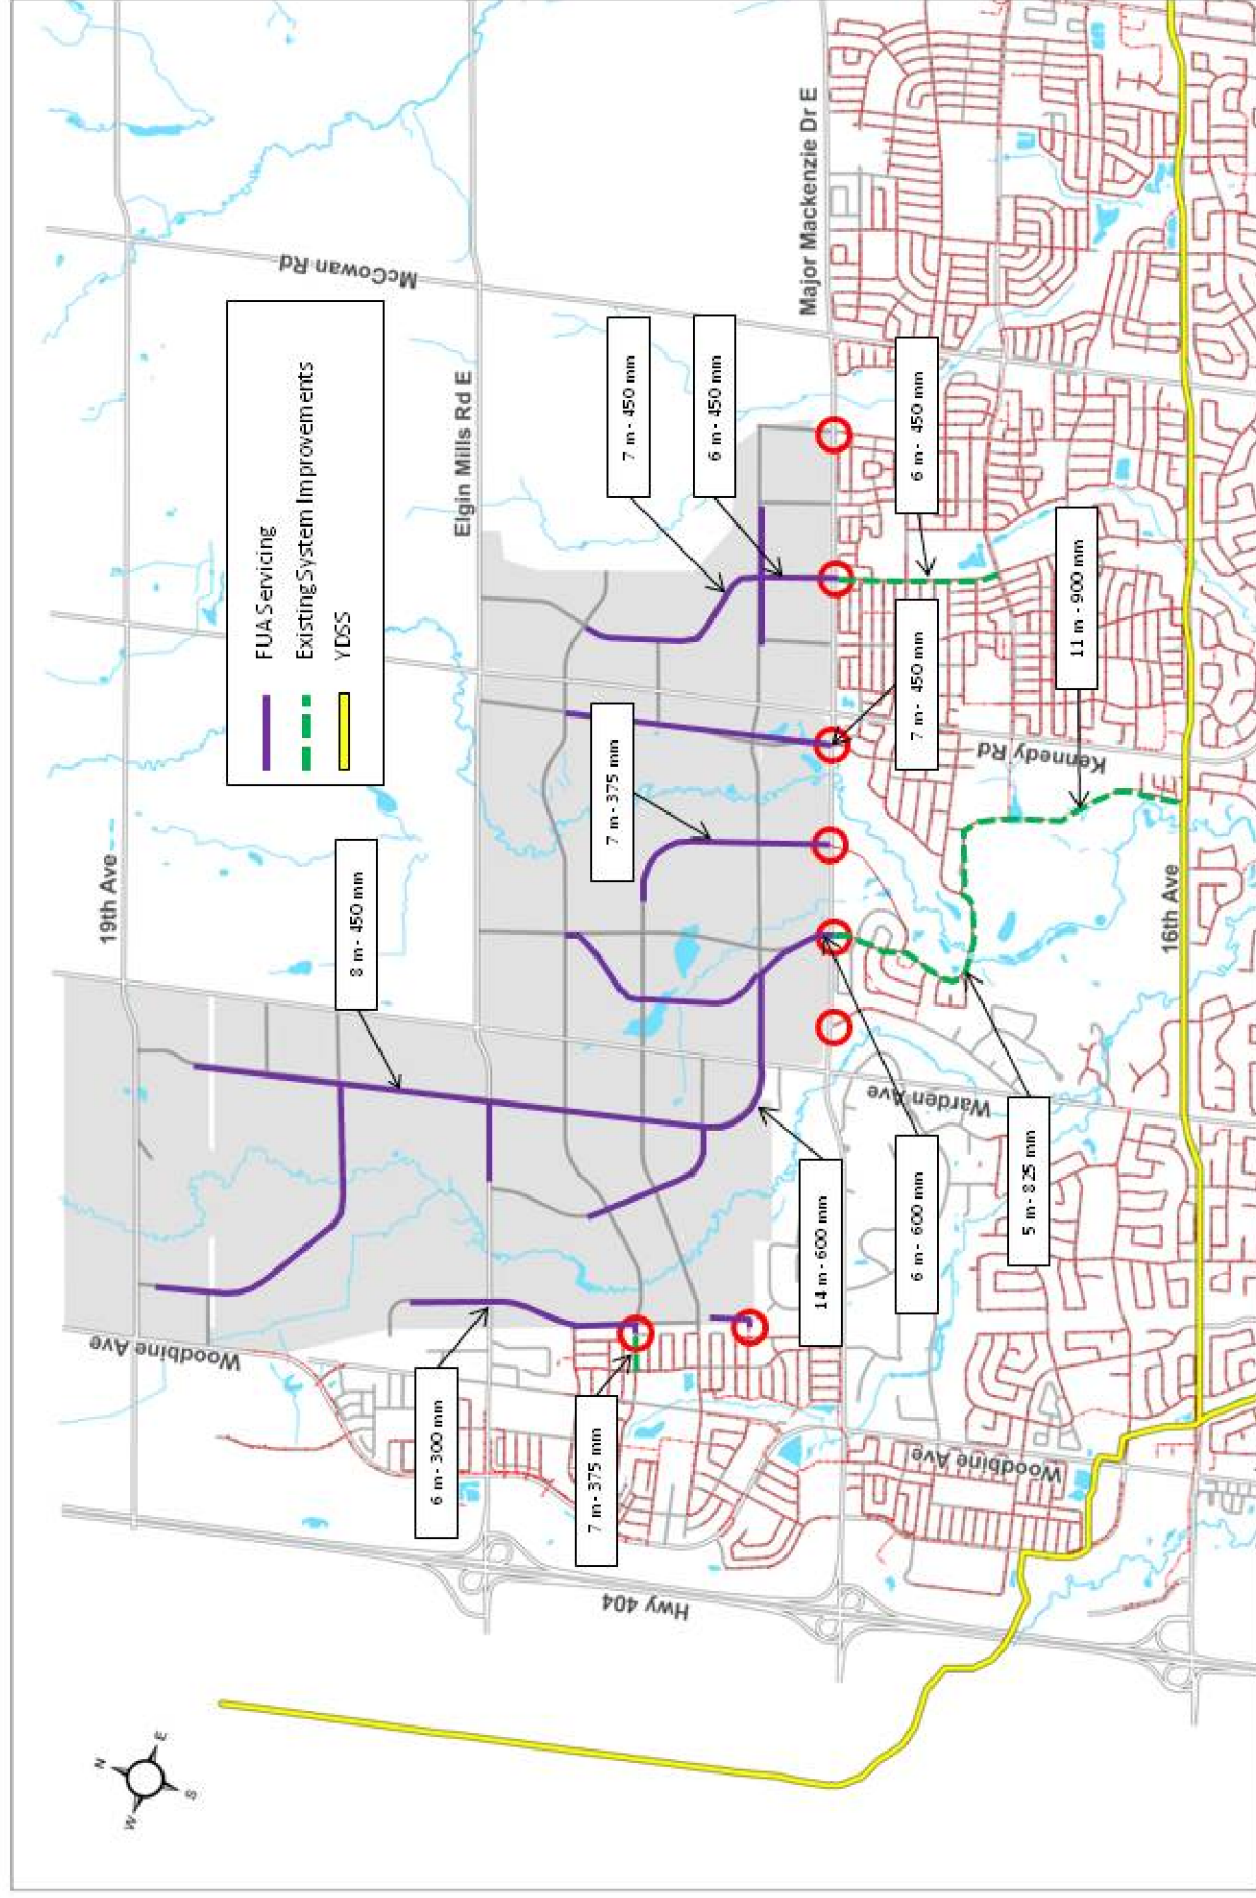 FUA Servicing
Existing System Improvements
YDSS
N
E
S
W
19th Ave
Elgin Mills Rd E
Major Mackenzie Dr E
16th Ave
McCowan Rd
Kennedy Rd
Warden Ave
Woodbine Ave
Woodbine Ave
Hwy 404
8 m - 450 mm
7 m - 450 mm
6 m - 450 mm
6 m - 450 mm
7 m - 375 mm
7 m - 450 mm
11 m - 900 mm
6 m - 300 mm
7 m - 375 mm
14 m - 600 mm
6 m - 600 mm
5 m - 825 mm